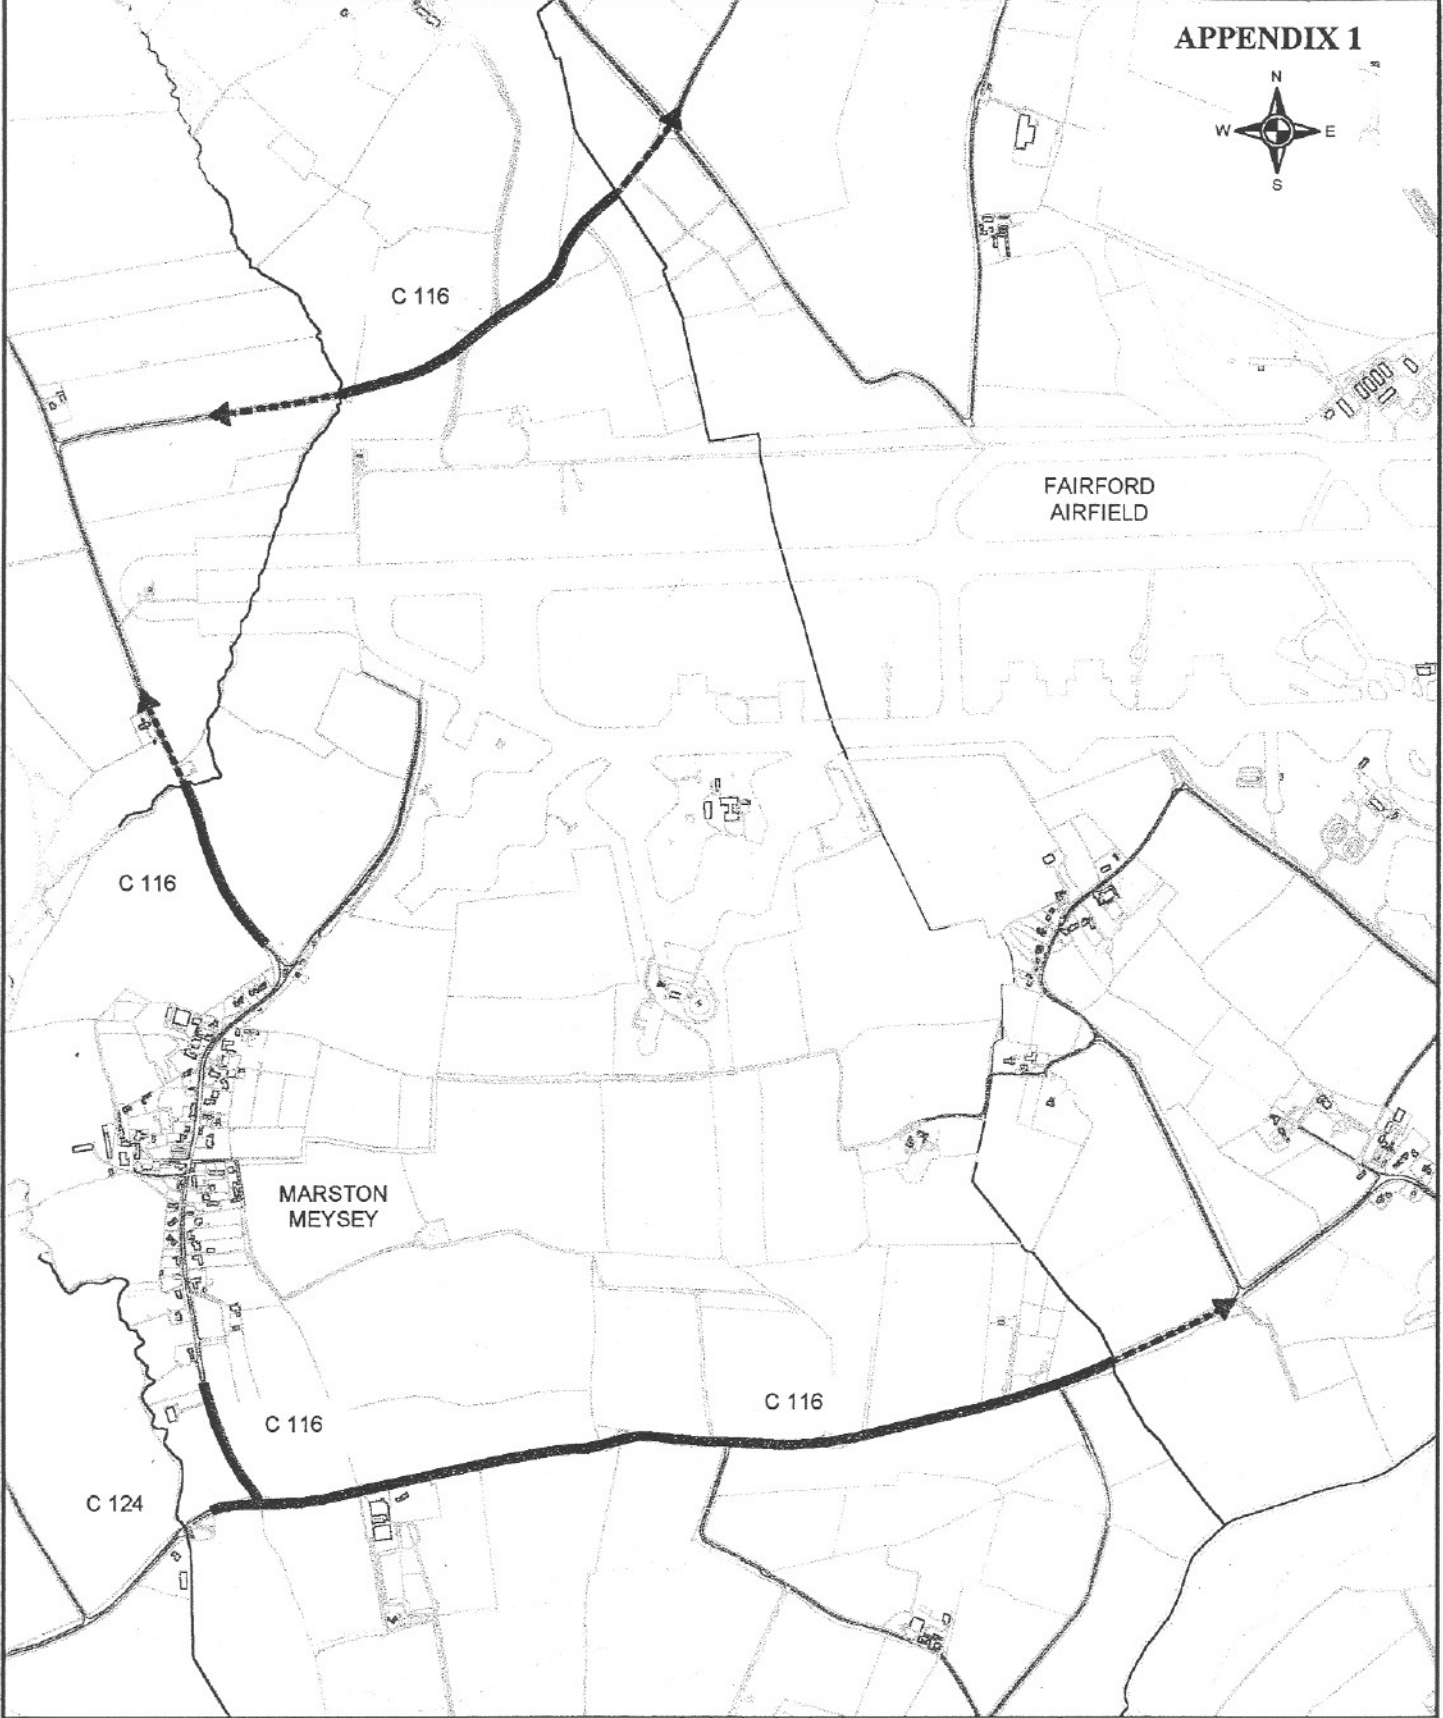 APPENDIX 1
N
W E
S
C 116
FAIRFORD
AIRFIELD
C 116
MARSTON
MEYSEY
C 116
C 116
C 124